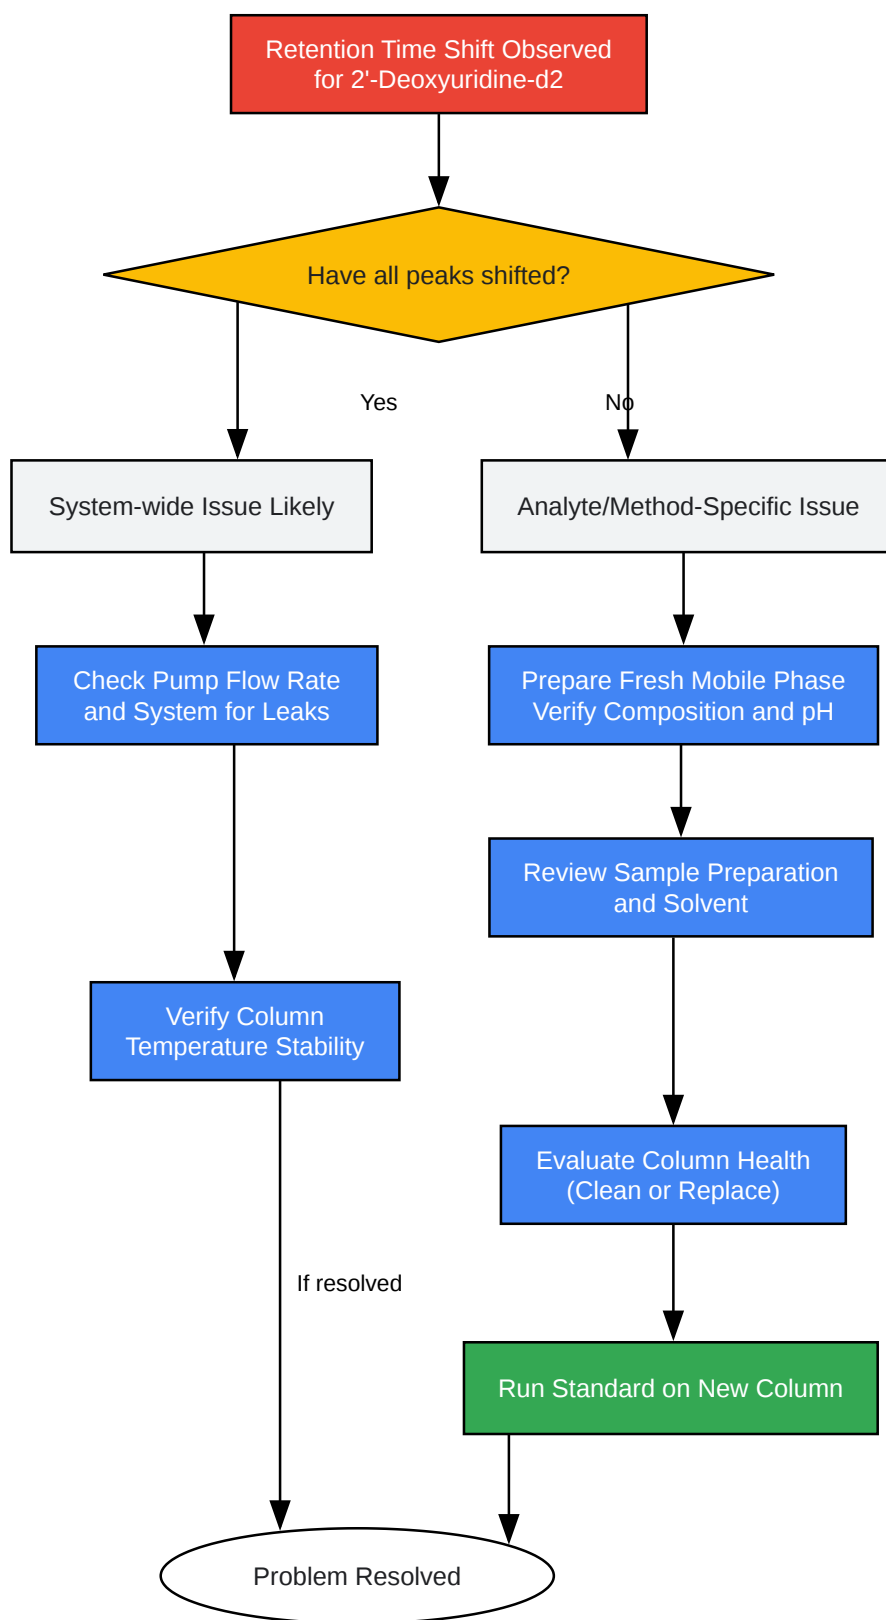 Retention Time Shift Observed
for 2'-Deoxyuridine-d2
Have all peaks shifted?
Yes
No
System-wide Issue Likely
Analyte/Method-Specific Issue
Check Pump Flow Rate
and System for Leaks
Prepare Fresh Mobile Phase
Verify Composition and pH
Review Sample Preparation
and Solvent
Verify Column
Temperature Stability
Evaluate Column Health
(Clean or Replace)
If resolved
Run Standard on New Column
Problem Resolved